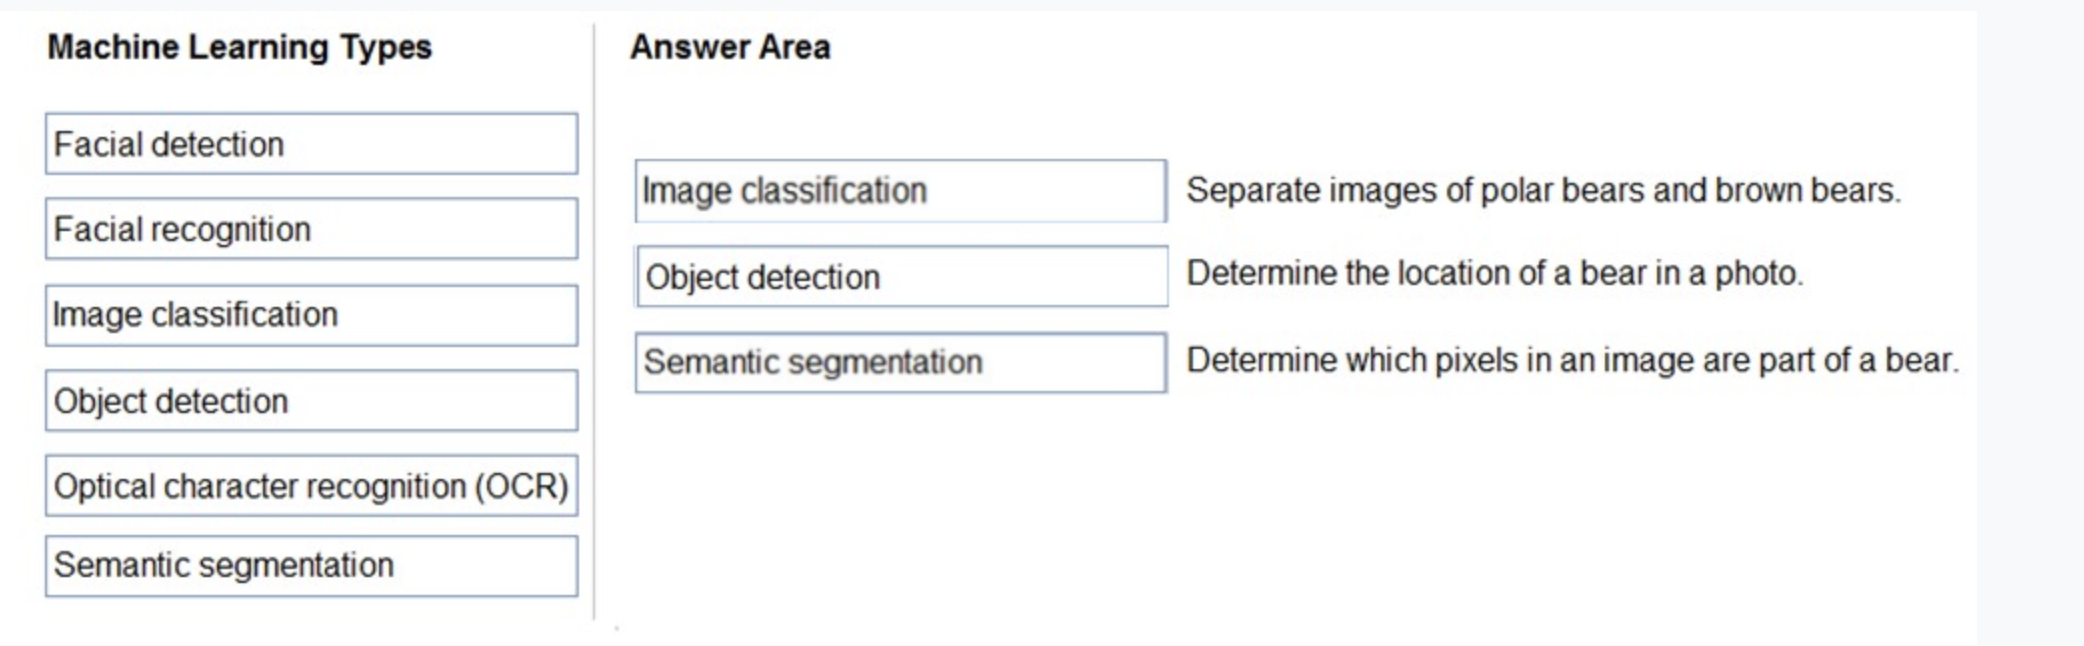 Machine Learning Types
Facial detection
Facial recognition
Image classification
Object detection
Optical character recognition (OCR)
Semantic segmentation
Answer Area
Image classification
Separate images of polar bears and brown bears.
Object detection
Determine the location of a bear in a photo.
Semantic segmentation
Determine which pixels in an image are part of a bear.